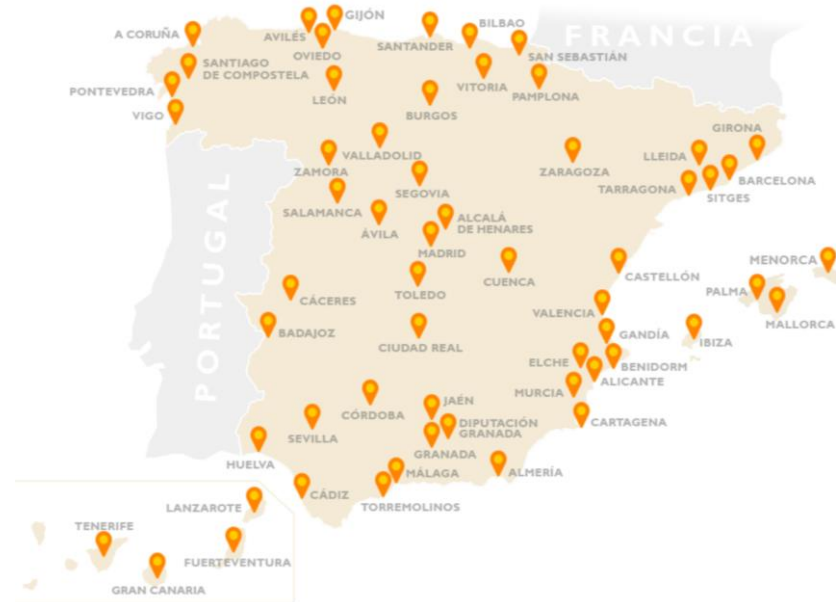 GIJÓN
BILBAO
A CORUÑA
AVILÉS
FRANCIA
SANTANDER
OVIEDO
SAN SEBASTIÁN
SANTIAGO
DE COMPOSTELA
PONTEVEDRA
LEÓN
VITORIA
PAMPLONA
VIGO
BURGOS
GIRONA
VALLADOLID
LLEIDA
ZAMORA
ZARAGOZA
BARCELONA
TARRAGONA
SITGES
SEGOVIA
SALAMANCA
PORTUGAL
ÁVILA
ALCALÁ
DE HENARES
MADRID
MENORCA
CUENCA
CASTELLÓN
TOLEDO
PALMA
CÁCERES
VALENCIA
MALLORCA
BADAJOZ
GANDÍA
IBIZA
CIUDAD REAL
ELCHE
BENIDORM
ALICANTE
MURCIA
JAÉN
CÓRDOBA
CARTAGENA
DIPUTACIÓN
GRANADA
SEVILLA
GRANADA
HUELVA
MÁLAGA
ALMERÍA
CÁDIZ
TORREMOLINOS
LANZAROTE
TENERIFE
FUERTEVENTURA
GRAN CANARIA